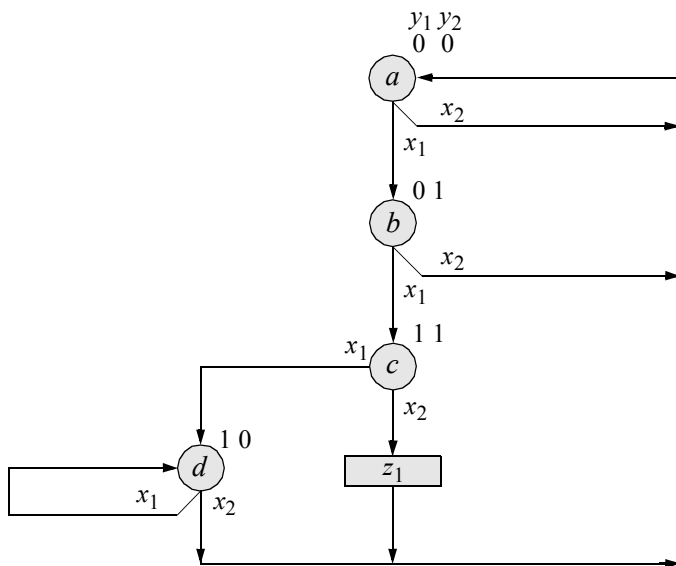 y₁ y₂
0 0
a
x₂
x₁
0 1
b
x₂
x₁
1 1
x₁ c
x₂
1 0
d z₁
x₁ x₂